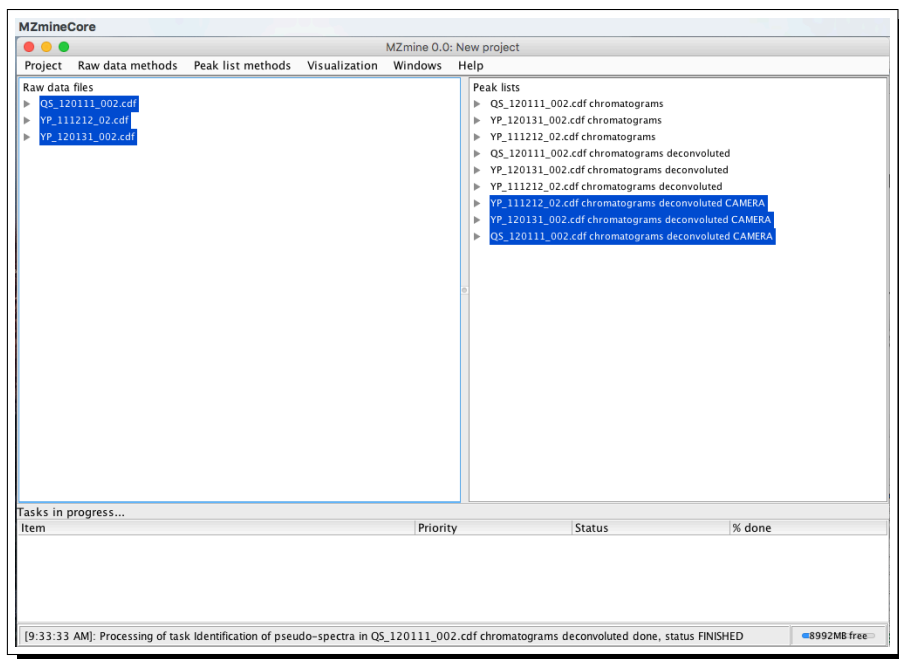 MZmineCore
MZmine 0.0: New project
Project Raw data methods Peak list methods Visualization Windows Help
Raw data files
QS_120111_002.cdf
YP_111212_02.cdf
YP_120131_002.cdf
Peak lists
QS_120111_002.cdf chromatograms
YP_120131_002.cdf chromatograms
YP_111212_02.cdf chromatograms
QS_120111_002.cdf chromatograms deconvoluted
YP_120131_002.cdf chromatograms deconvoluted
YP_111212_02.cdf chromatograms deconvoluted
YP_111212_02.cdf chromatograms deconvoluted CAMERA
YP_120131_002.cdf chromatograms deconvoluted CAMERA
QS_120111_002.cdf chromatograms deconvoluted CAMERA
Tasks in progress...
Item Priority Status % done
[9:33:33 AM]: Processing of task Identification of pseudo-spectra in QS_120111_002.cdf chromatograms deconvoluted done, status FINISHED
8992MB free